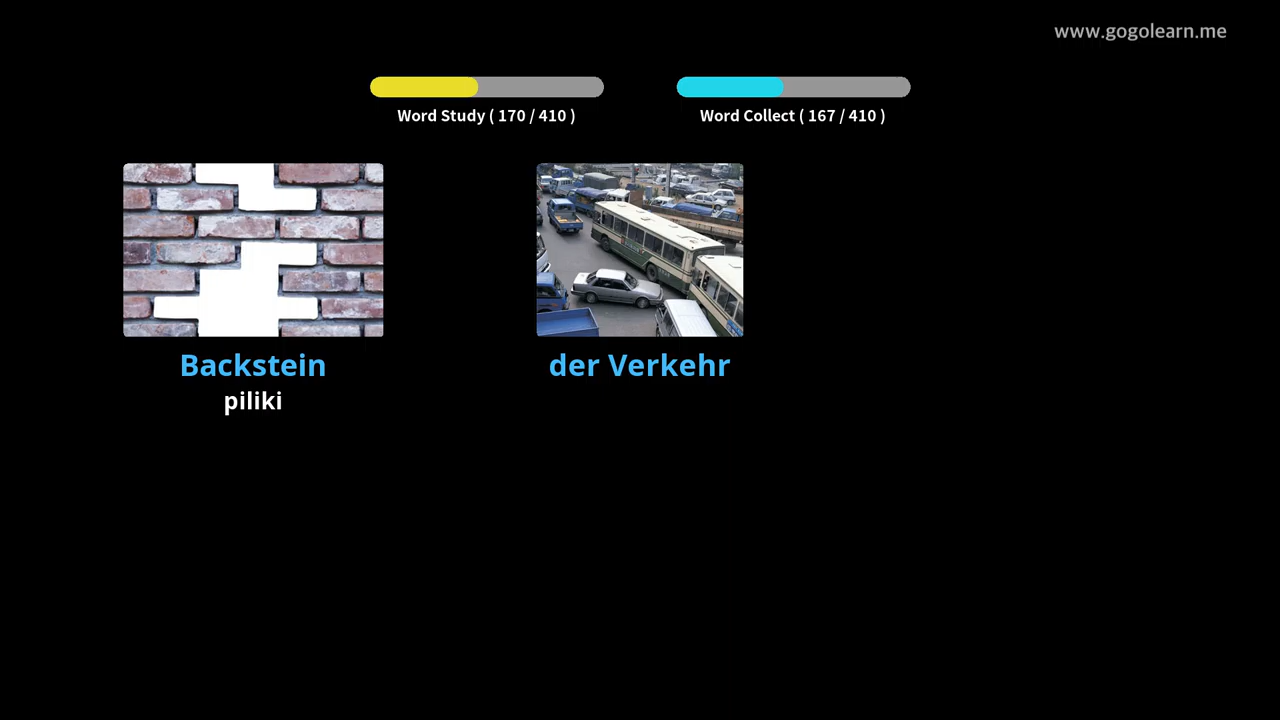 www.gogolearn.me
Word Study ( 170 / 410 )
Word Collect ( 167 / 410 )
Backstein
piliki
der Verkehr